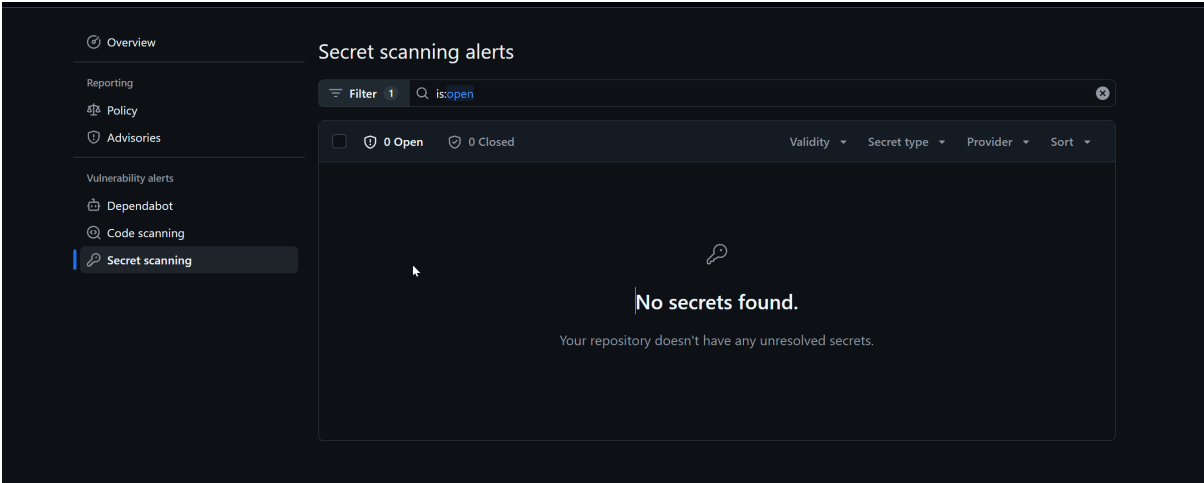 Overview
Reporting
Policy
Advisories
Vulnerability alerts
Dependabot
Code scanning
Secret scanning
Secret scanning alerts
Filter 1 is:open
0 Open 0 Closed Validity Secret type Provider Sort
No secrets found.
Your repository doesn't have any unresolved secrets.